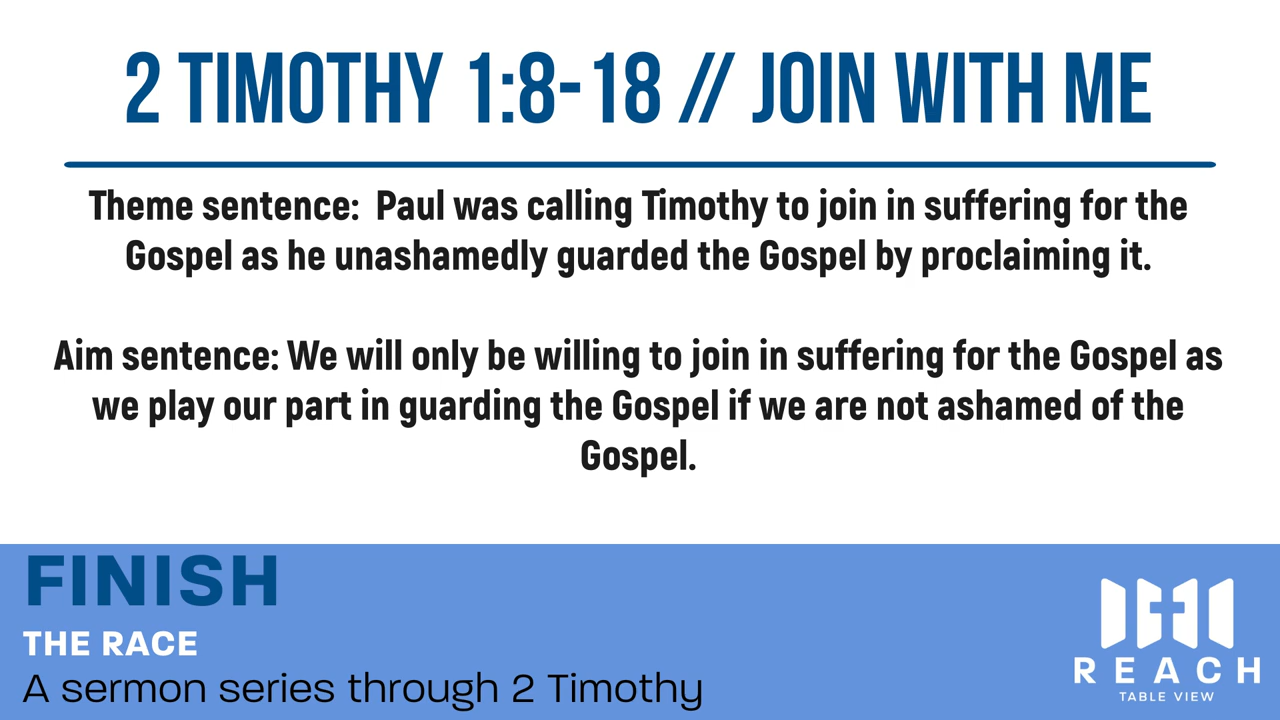 2 TIMOTHY 1:8-18 // JOIN WITH ME
Theme sentence:  Paul was calling Timothy to join in suffering for the
Gospel as he unashamedly guarded the Gospel by proclaiming it.
Aim sentence: We will only be willing to join in suffering for the Gospel as
we play our part in guarding the Gospel if we are not ashamed of the
Gospel.
FINISH
THE RACE
A sermon series through 2 Timothy
REACH
TABLE VIEW